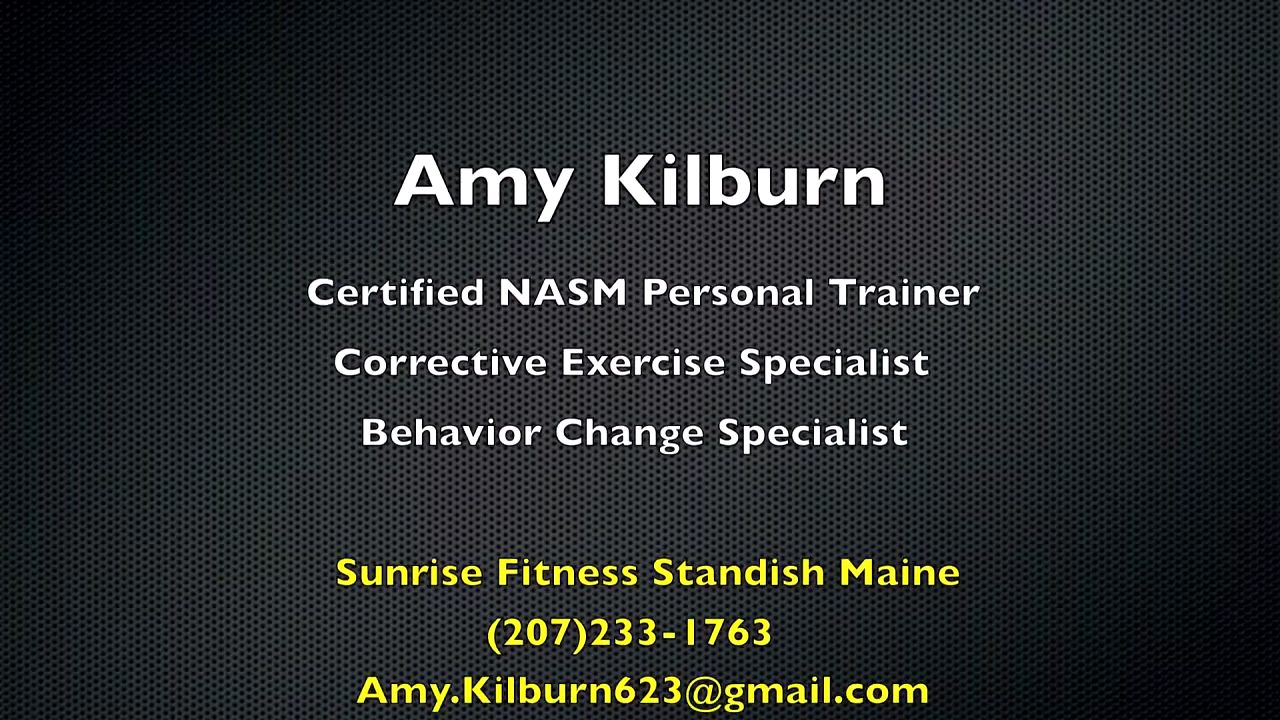 Amy Kilburn
Certified NASM Personal Trainer
Corrective Exercise Specialist
Behavior Change Specialist
Sunrise Fitness Standish Maine
(207)233-1763
Amy.Kilburn623@gmail.com